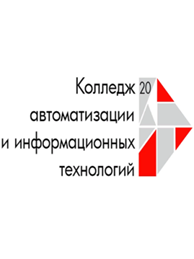 Колледж 20
автоматизации
и информационных
технологий